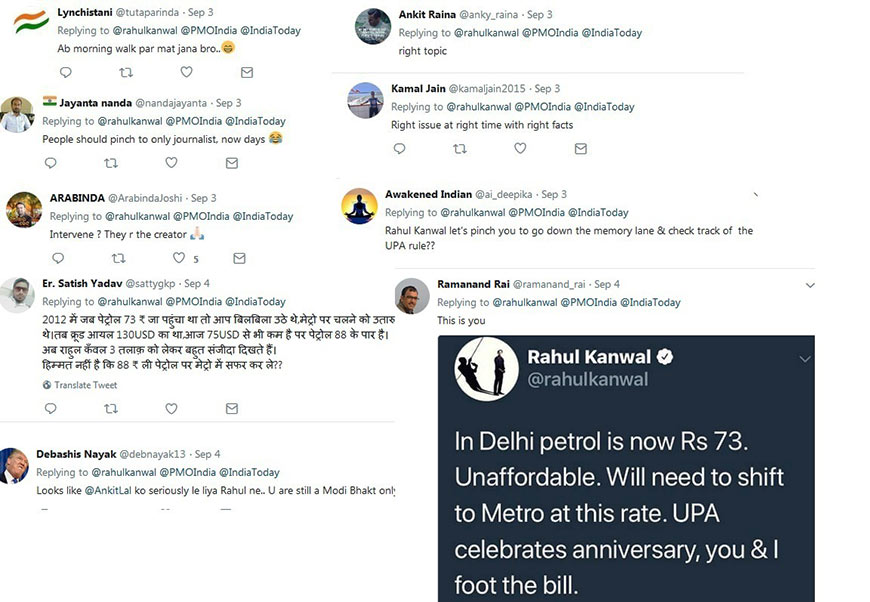 Lynchistani @tutaparinda · Sep 3
Replying to @rahulkanwal @PMOIndia @IndiaToday
Ab morning walk par mat jana bro..😁
Jayanta nanda @nandajayanta · Sep 3
Replying to @rahulkanwal @PMOIndia @IndiaToday
People should pinch to only journalist, now days 😂
ARABINDA @ArabindaJoshi · Sep 3
Replying to @rahulkanwal @PMOIndia @IndiaToday
Intervene ? They r the creator 🙏🏻
5
Er. Satish Yadav @sattygkp · Sep 4
Replying to @rahulkanwal @PMOIndia @IndiaToday
2012 में जब पेट्रोल 73 ₹ जा पहुंचा था तो आप बिलबिला उठे थे,मेट्रो पर चलने को उतारु
थे।तब क्रूड आयल 130USD का था.आज 75USD से भी कम है पर पेट्रोल 88 के पार है।
अब राहुल कँवल 3 तलाक़ को लेकर बहुत संजीदा दिखते हैं।
हिम्मत नहीं है कि 88 ₹ ली पेट्रोल पर मेट्रो में सफर कर ले??
Translate Tweet
Debashis Nayak @debnayak13 · Sep 4
Replying to @rahulkanwal @PMOIndia @IndiaToday
Looks like @AnkitLal ko seriously le liya Rahul ne.. U are still a Modi Bhakt only
Ankit Raina @anky_raina · Sep 3
Replying to @rahulkanwal @PMOIndia @IndiaToday
right topic
Kamal Jain @kamaljain2015 · Sep 3
Replying to @rahulkanwal @PMOIndia @IndiaToday
Right issue at right time with right facts
Awakened Indian @ai_deepika · Sep 3
Replying to @rahulkanwal @PMOIndia @IndiaToday
Rahul Kanwal let's pinch you to go down the memory lane & check track of the
UPA rule??
Ramanand Rai @ramanand_rai · Sep 4
Replying to @rahulkanwal @PMOIndia @IndiaToday
This is you
Rahul Kanwal
@rahulkanwal
In Delhi petrol is now Rs 73.
Unaffordable. Will need to shift
to Metro at this rate. UPA
celebrates anniversary, you & I
foot the bill.